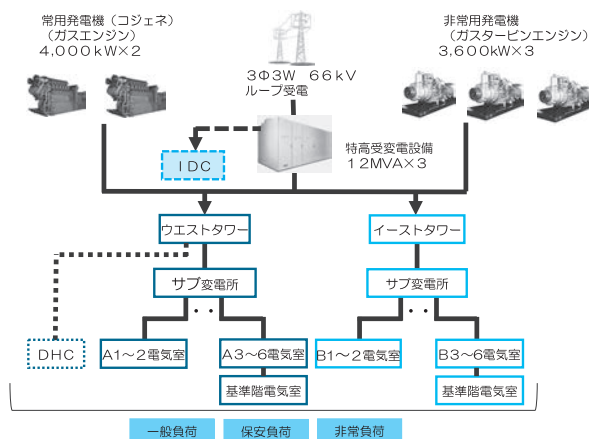 常用発電機（コジェネ）
（ガスエンジン）
４,０００ｋＷ×２
３Φ３Ｗ　６６ｋＶ
ループ受電
非常用発電機
（ガスタービンエンジン）
３,６００kW×３
特高受変電設備
１２ＭＶＡ×３
ＩＤＣ
ウエストタワー
イーストタワー
サブ変電所
サブ変電所
ＤＨＣ
Ａ１～２電気室
Ａ３～６電気室
Ｂ１～２電気室
Ｂ３～６電気室
基準階電気室
基準階電気室
一般負荷
保安負荷
非常負荷